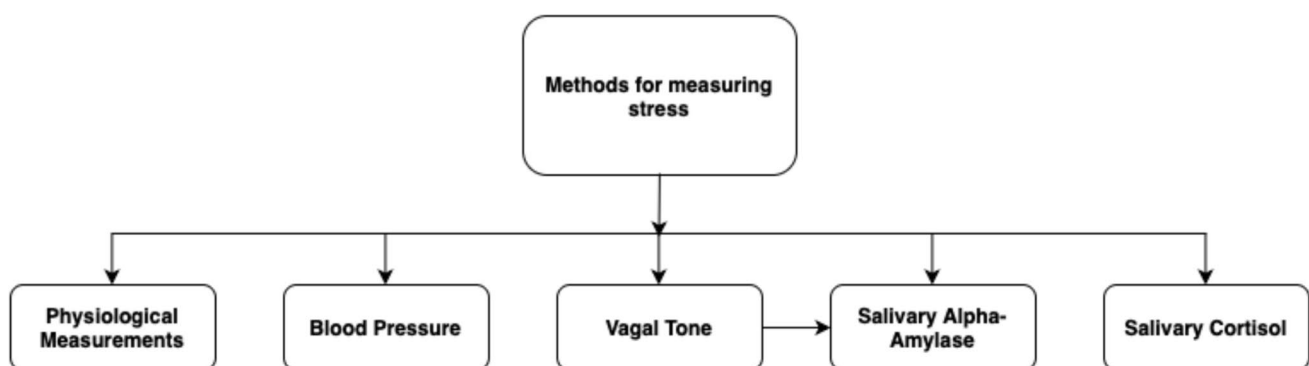 Methods for measuring
stress
Physiological
Measurements
Blood Pressure
Vagal Tone
Salivary Alpha-
Amylase
Salivary Cortisol